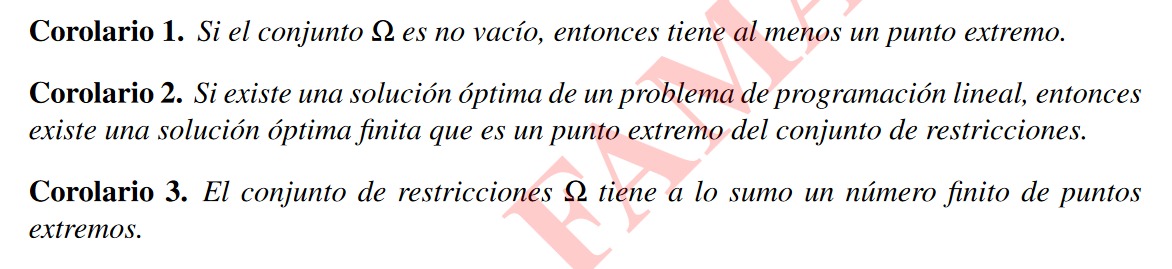 Corolario 1. Si el conjunto Ω es no vacío, entonces tiene al menos un punto extremo.
Corolario 2. Si existe una solución óptima de un problema de programación lineal, entonces
existe una solución óptima finita que es un punto extremo del conjunto de restricciones.
Corolario 3. El conjunto de restricciones Ω tiene a lo sumo un número finito de puntos
extremos.
FAMA